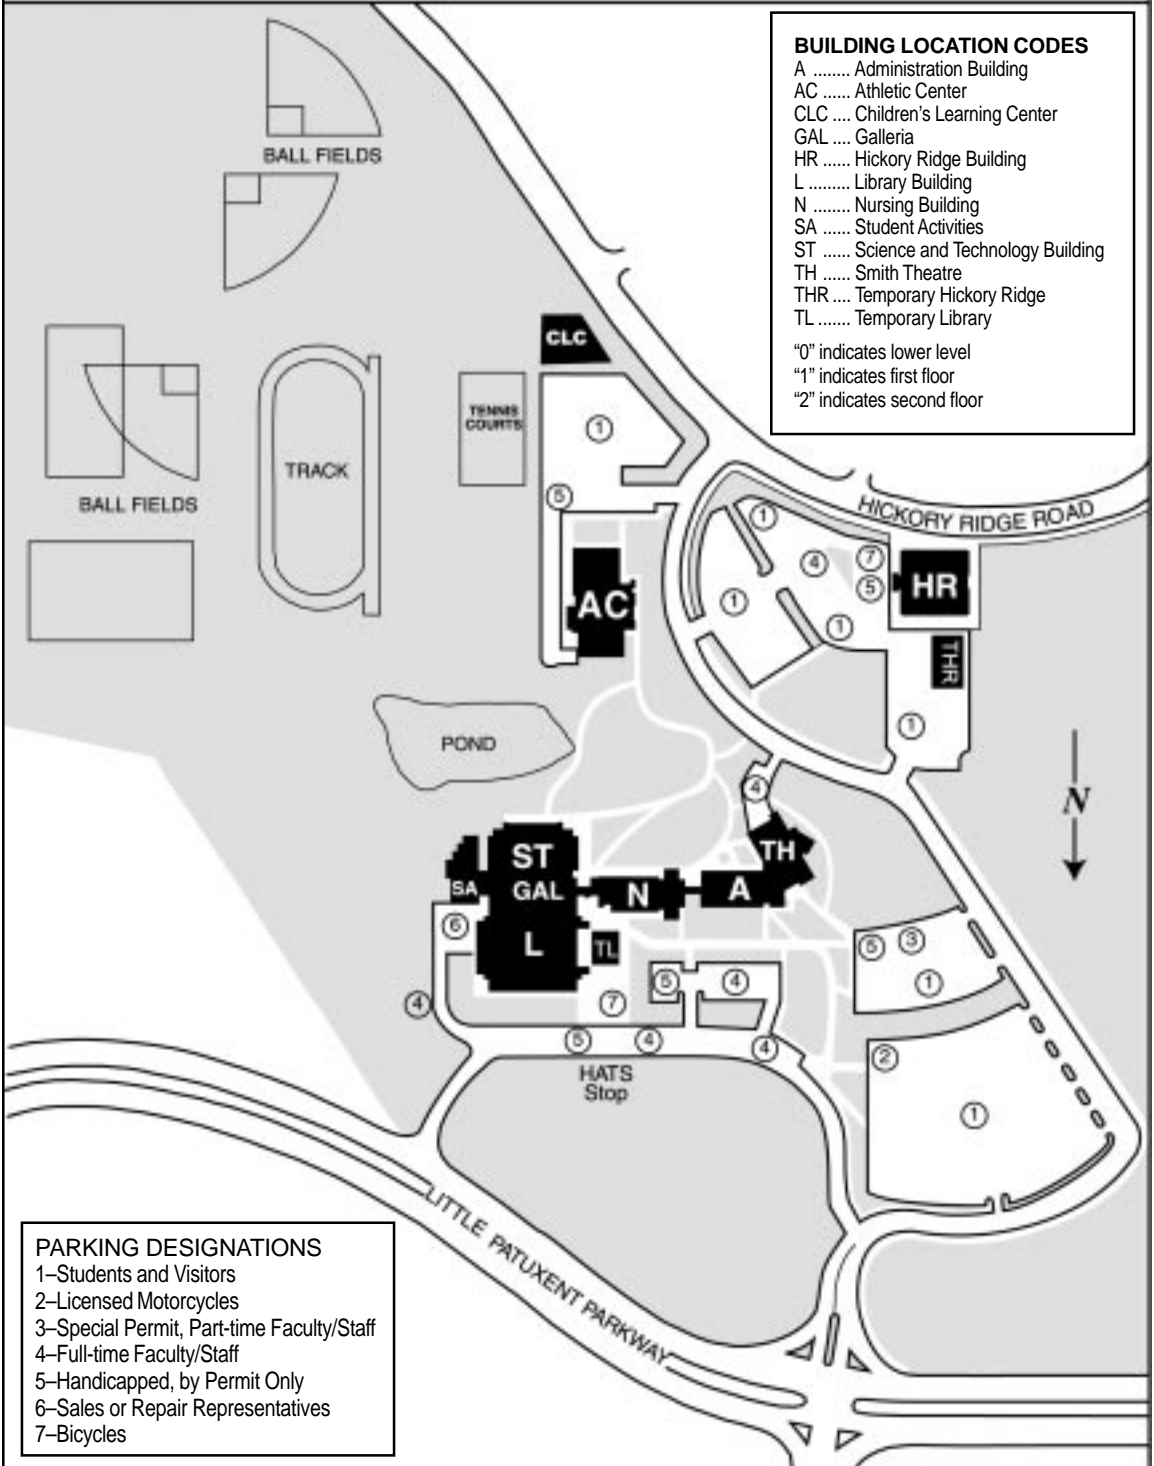 BUILDING LOCATION CODES
A ........ Administration Building
AC ...... Athletic Center
CLC .... Children's Learning Center
GAL .... Galleria
HR ...... Hickory Ridge Building
L ......... Library Building
N ........ Nursing Building
SA ...... Student Activities
ST ...... Science and Technology Building
TH ...... Smith Theatre
THR .... Temporary Hickory Ridge
TL ....... Temporary Library
“0” indicates lower level
“1” indicates first floor
“2” indicates second floor
BALL FIELDS
CLC
TENNIS
COURTS
1
TRACK
BALL FIELDS
5
HICKORY RIDGE ROAD
1
4
7
5
HR
AC
1
1
THR
1
POND
4
N
TH
ST
SA
GAL
N
A
6
L
TL
5
3
1
5
4
4
7
5
4
4
HATS
Stop
2
1
LITTLE PATUXENT PARKWAY
PARKING DESIGNATIONS
1–Students and Visitors
2–Licensed Motorcycles
3–Special Permit, Part-time Faculty/Staff
4–Full-time Faculty/Staff
5–Handicapped, by Permit Only
6–Sales or Repair Representatives
7–Bicycles